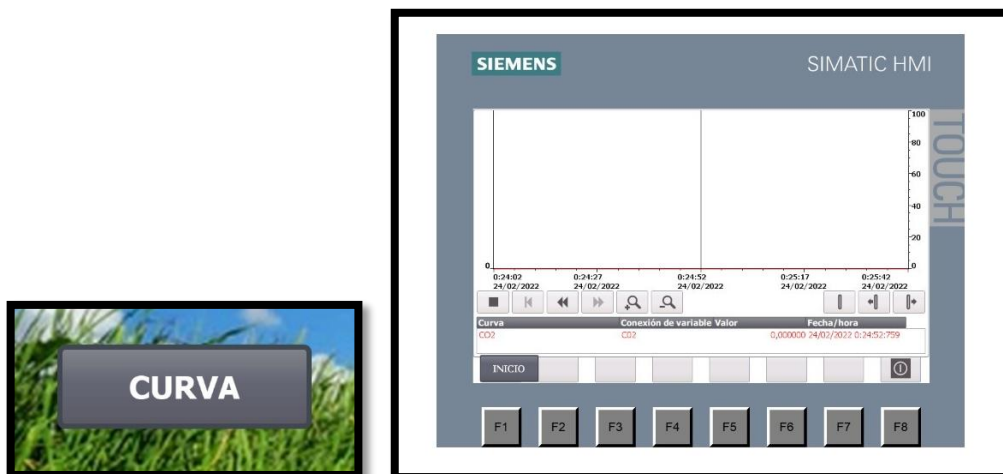 CURVA
SIEMENS
SIMATIC HMI
TOUCH
100
80
60
40
20
0
0
0:24:02 0:24:27 0:24:52 0:25:17 0:25:42
24/02/2022 24/02/2022 24/02/2022 24/02/2022 24/02/2022
Curva Conexión de variable Valor Fecha/hora
CO2 CO2 0,000000 24/02/2022 0:24:52:759
INICIO
F1 F2 F3 F4 F5 F6 F7 F8